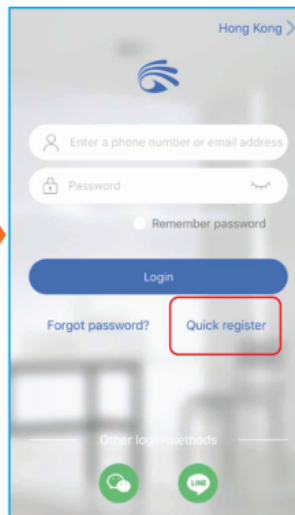 Hong Kong >
Enter a phone number or email address
Password
Remember password
Login
Forgot password?
Quick register
Other login methods
LINE